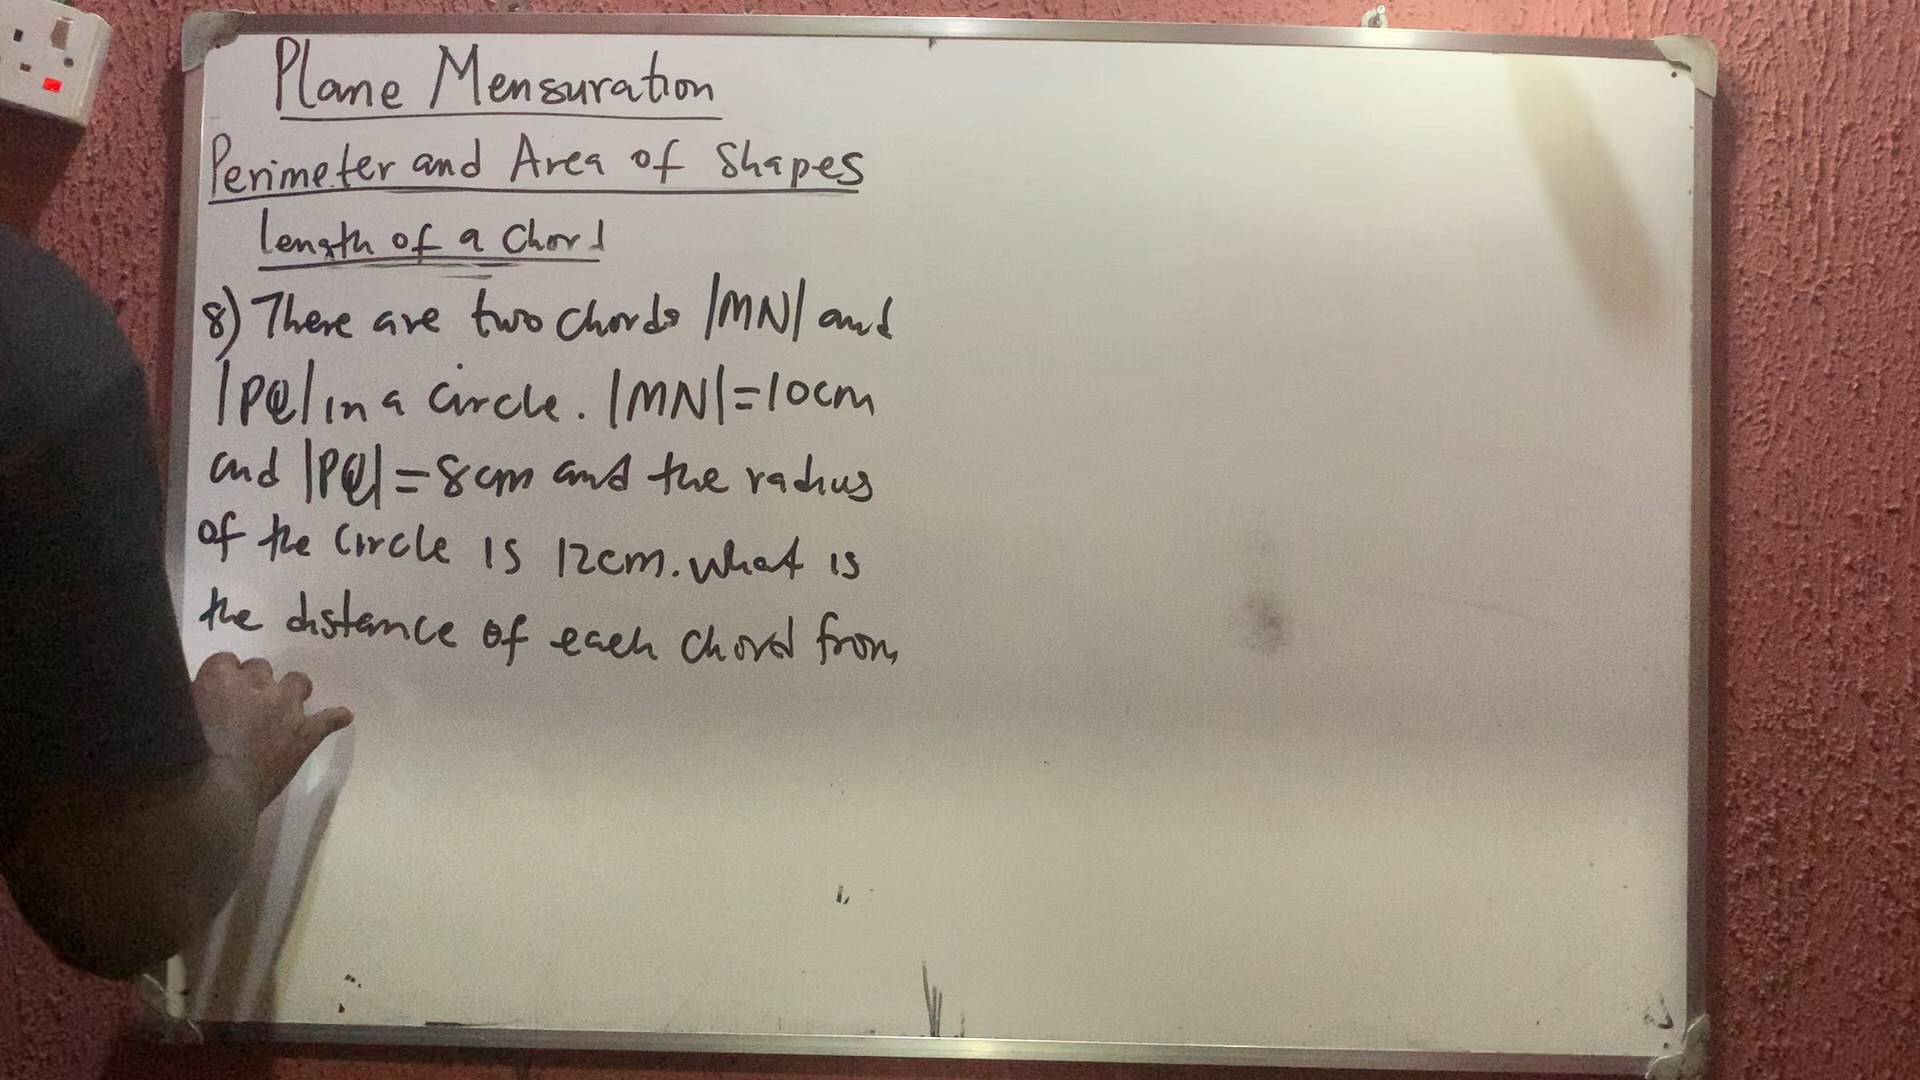 Plane Mensuration
Perimeter and Area of Shapes
Length of a Chord
8) There are two chords |MN| and
|PQ| in a circle. |MN|=10cm
and |PQ|=8cm and the radius
of the circle is 12cm. What is
the distance of each chord from